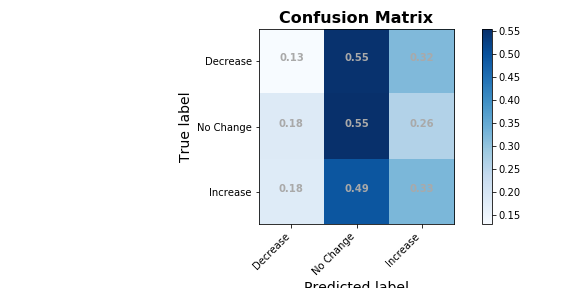 Confusion Matrix
Decrease 0.13 0.55
No Change 0.18 0.55 0.26
Increase 0.18 0.49
True label
Decrease No Change Increase
Predicted label
0.55
0.50
0.45
0.40
0.35
0.30
0.25
0.20
0.15